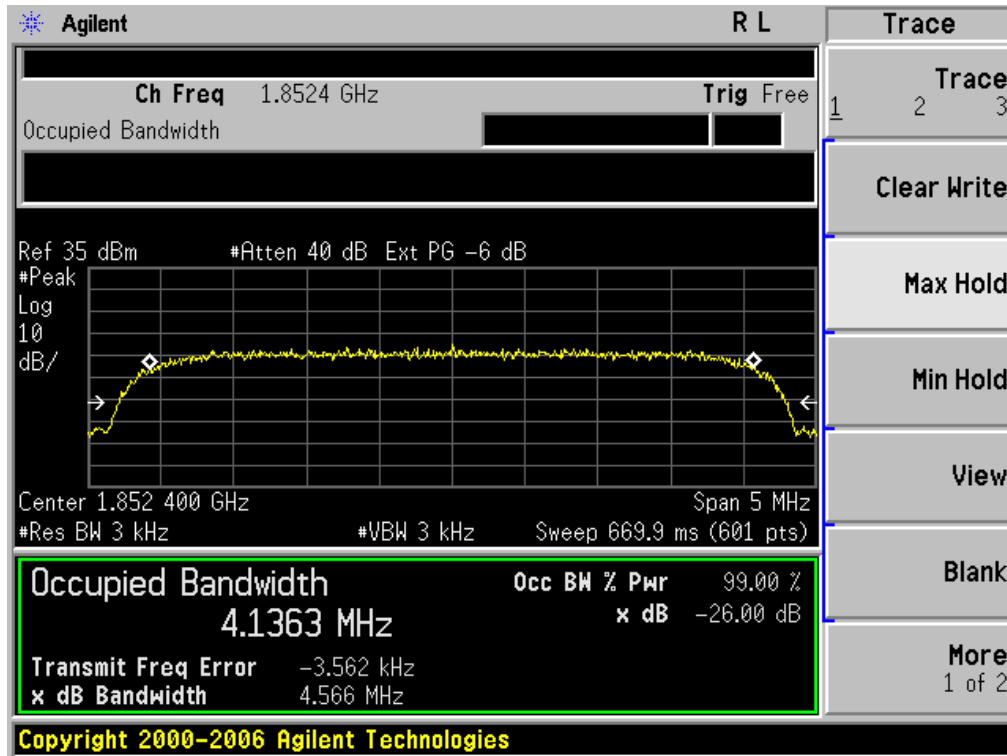 Agilent R L
Ch Freq 1.8524 GHz Trig Free
Occupied Bandwidth
Ref 35 dBm #Atten 40 dB Ext PG -6 dB
#Peak
Log
10
dB/
Center 1.852 400 GHz Span 5 MHz
#Res BW 3 kHz #VBW 3 kHz Sweep 669.9 ms (601 pts)
Occupied Bandwidth Occ BW % Pwr 99.00 %
4.1363 MHz x dB -26.00 dB
Transmit Freq Error -3.562 kHz
x dB Bandwidth 4.566 MHz
Copyright 2000-2006 Agilent Technologies
Trace
Trace
1 2 3
Clear Write
Max Hold
Min Hold
View
Blank
More
1 of 2